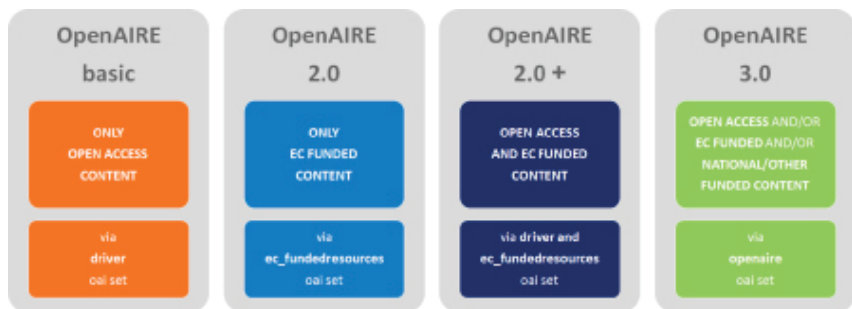 OpenAIRE
basic
ONLY
OPEN ACCESS
CONTENT
via
driver
oai set
OpenAIRE
2.0
ONLY
EC FUNDED
CONTENT
via
ec_fundedresources
oai set
OpenAIRE
2.0 +
OPEN ACCESS
AND EC FUNDED
CONTENT
via driver and
ec_fundedresources
oai set
OpenAIRE
3.0
OPEN ACCESS AND/OR
EC FUNDED AND/OR
NATIONAL/OTHER
FUNDED CONTENT
via
openaire
oai set